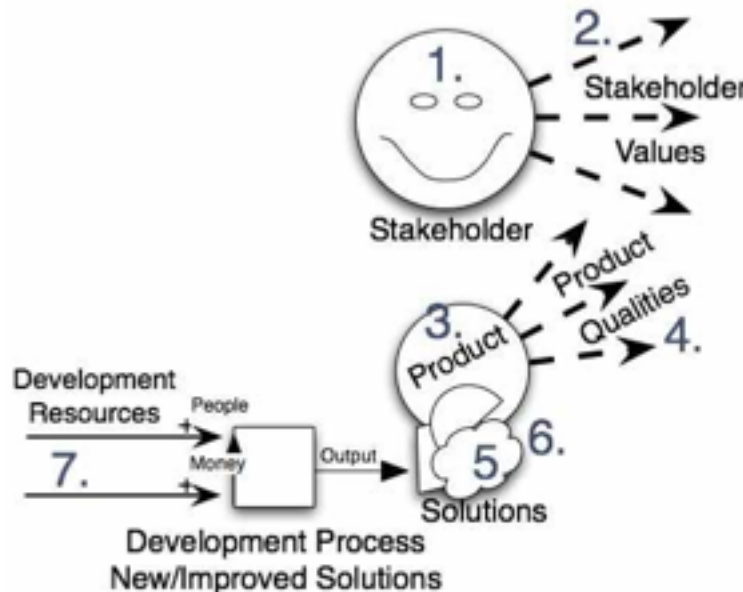 1.
2.
Stakeholder
Values
Stakeholder
Product
Qualities
3.
Product
4.
Development
Resources
People
7.
Money
Output
5
6.
Solutions
Development Process
New/Improved Solutions